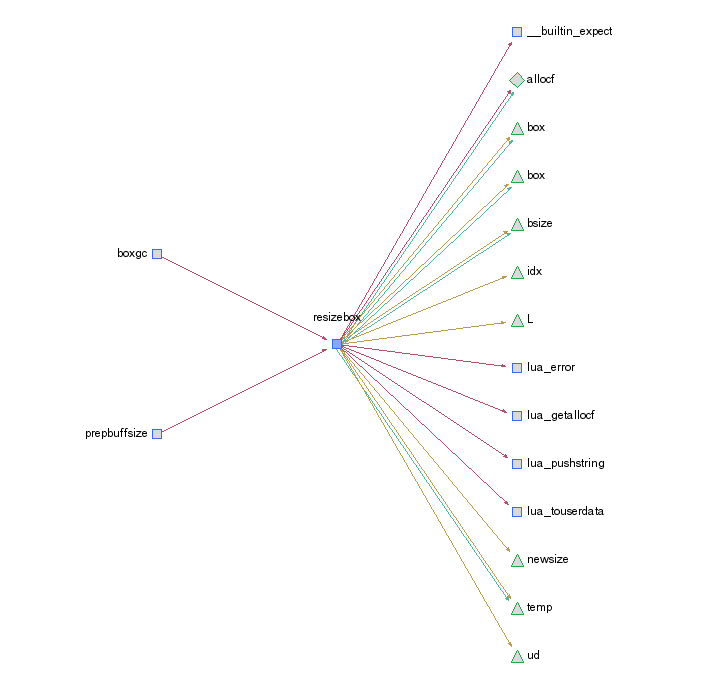 __builtin_expect
allocf
box
box
bsize
boxgc
idx
resizebox
L
lua_error
lua_getallocf
prepbuffsize
lua_pushstring
lua_touserdata
newsize
temp
ud